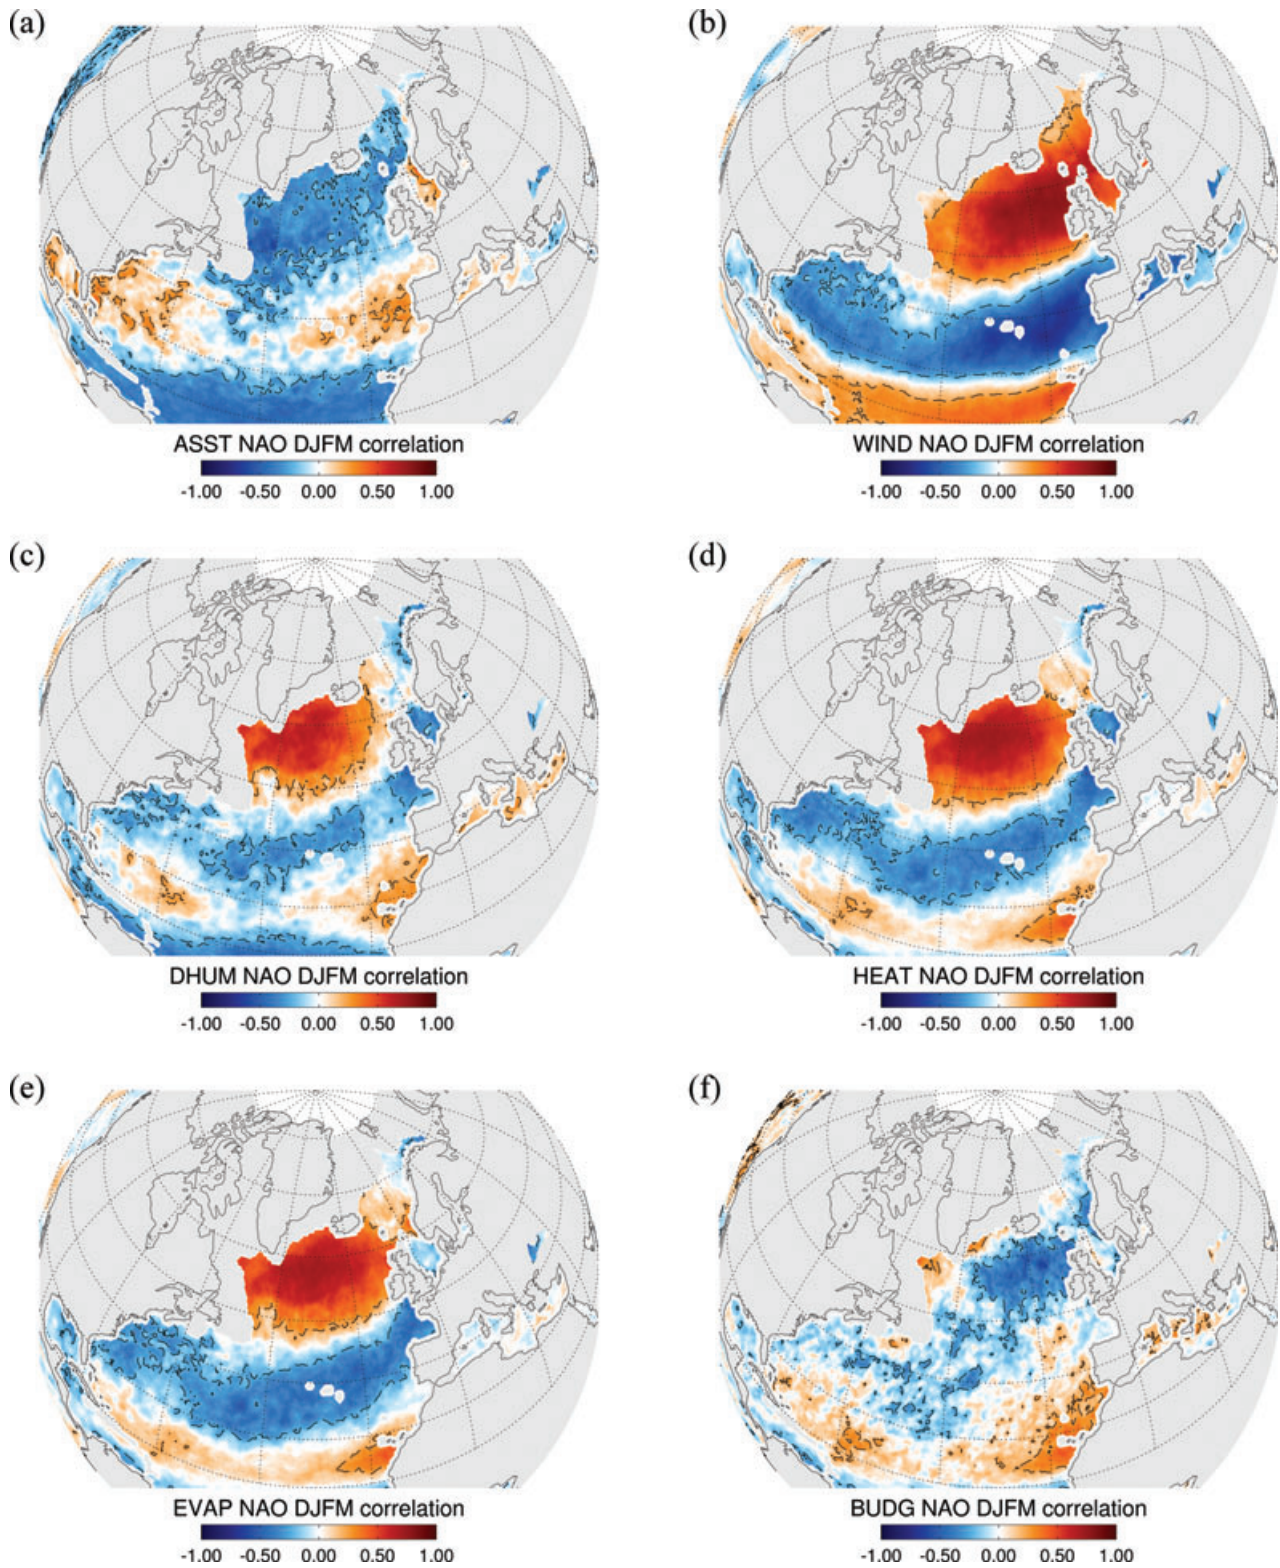 (a)
(b)
ASST NAO DJFM correlation
-1.00 -0.50 0.00 0.50 1.00
WIND NAO DJFM correlation
-1.00 -0.50 0.00 0.50 1.00
(c)
(d)
DHUM NAO DJFM correlation
-1.00 -0.50 0.00 0.50 1.00
HEAT NAO DJFM correlation
-1.00 -0.50 0.00 0.50 1.00
(e)
(f)
EVAP NAO DJFM correlation
-1.00 -0.50 0.00 0.50 1.00
BUDG NAO DJFM correlation
-1.00 -0.50 0.00 0.50 1.00